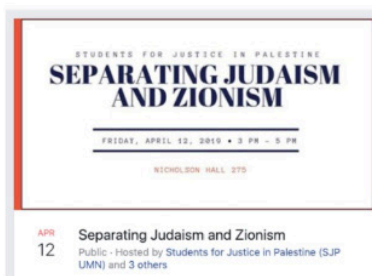 STUDENTS FOR JUSTICE IN PALESTINE
SEPARATING JUDAISM
AND ZIONISM
FRIDAY, APRIL 12, 2019 • 3 PM – 5 PM
NICHOLSON HALL 275
APR
12
Separating Judaism and Zionism
Public · Hosted by Students for Justice in Palestine (SJP
UMN) and 3 others